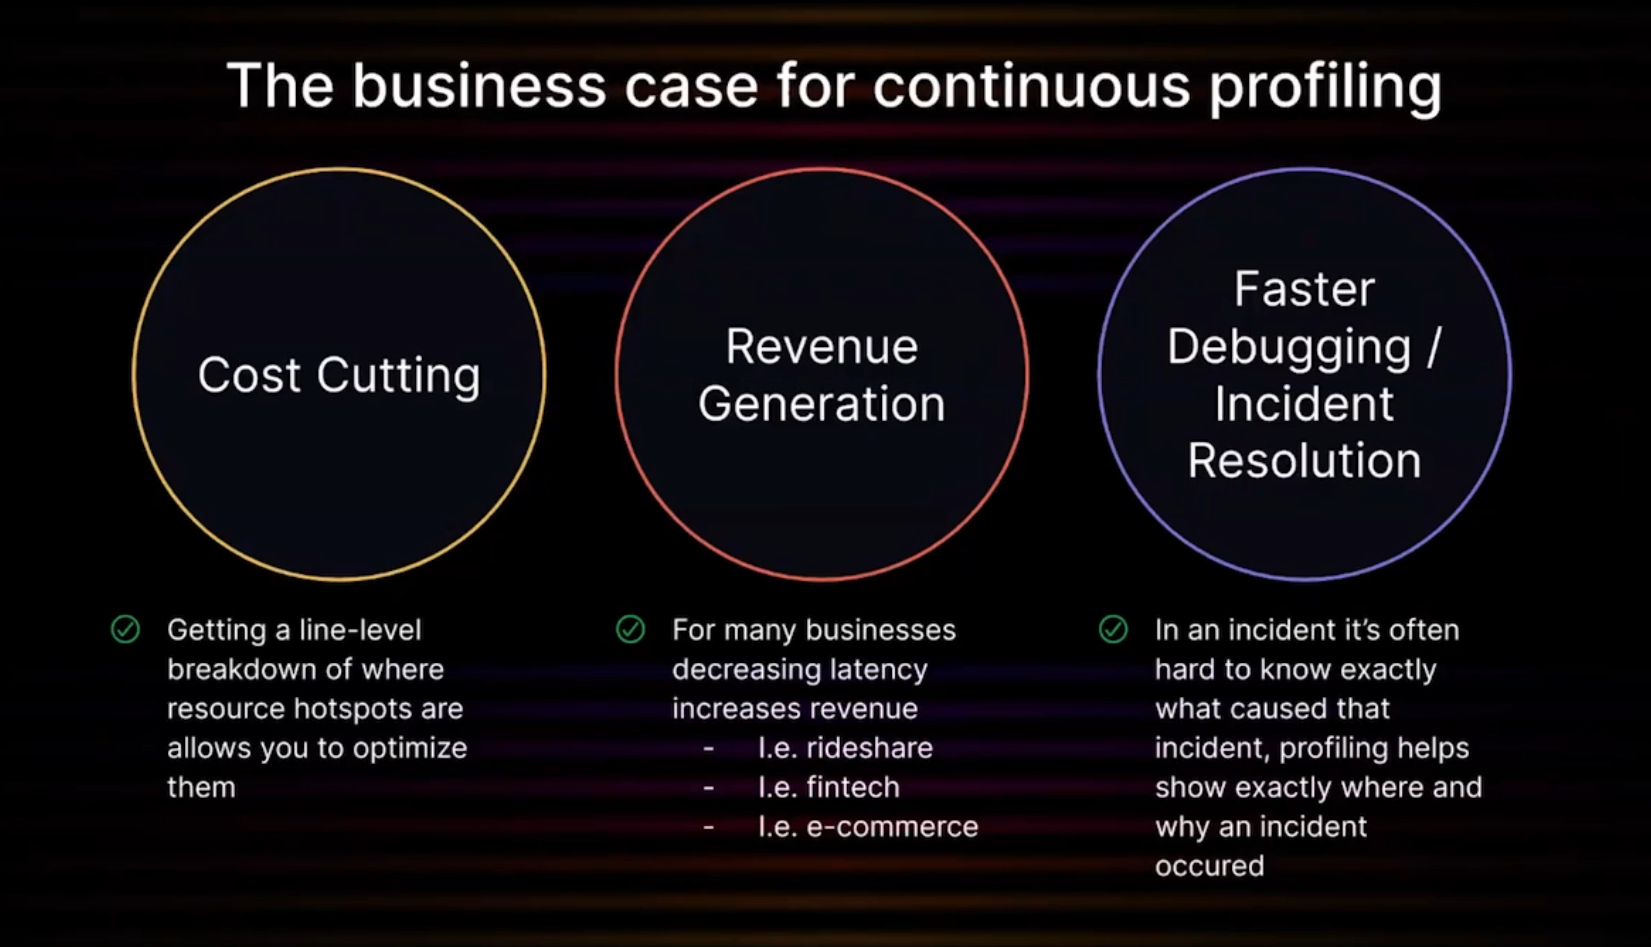 The business case for continuous profiling
Cost Cutting
Revenue
Generation
Faster
Debugging /
Incident
Resolution
Getting a line-level
breakdown of where
resource hotspots are
allows you to optimize
them
For many businesses
decreasing latency
increases revenue
- I.e. rideshare
- I.e. fintech
- I.e. e-commerce
In an incident it’s often
hard to know exactly
what caused that
incident, profiling helps
show exactly where and
why an incident
occured